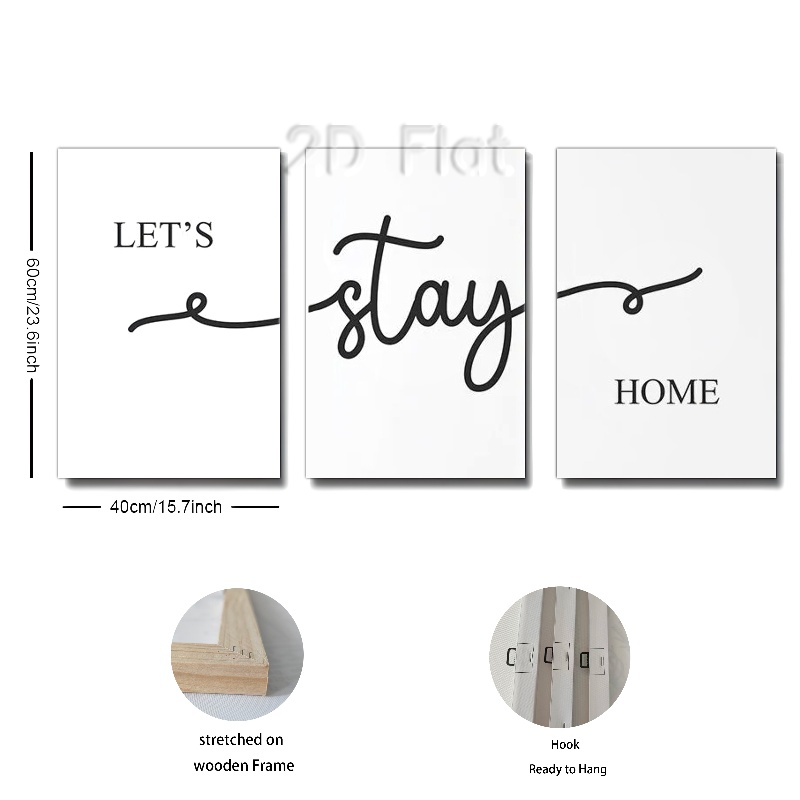 2D Flat
LET’S
stay
HOME
60cm/23.6inch
40cm/15.7inch
stretched on
wooden Frame
Hook
Ready to Hang